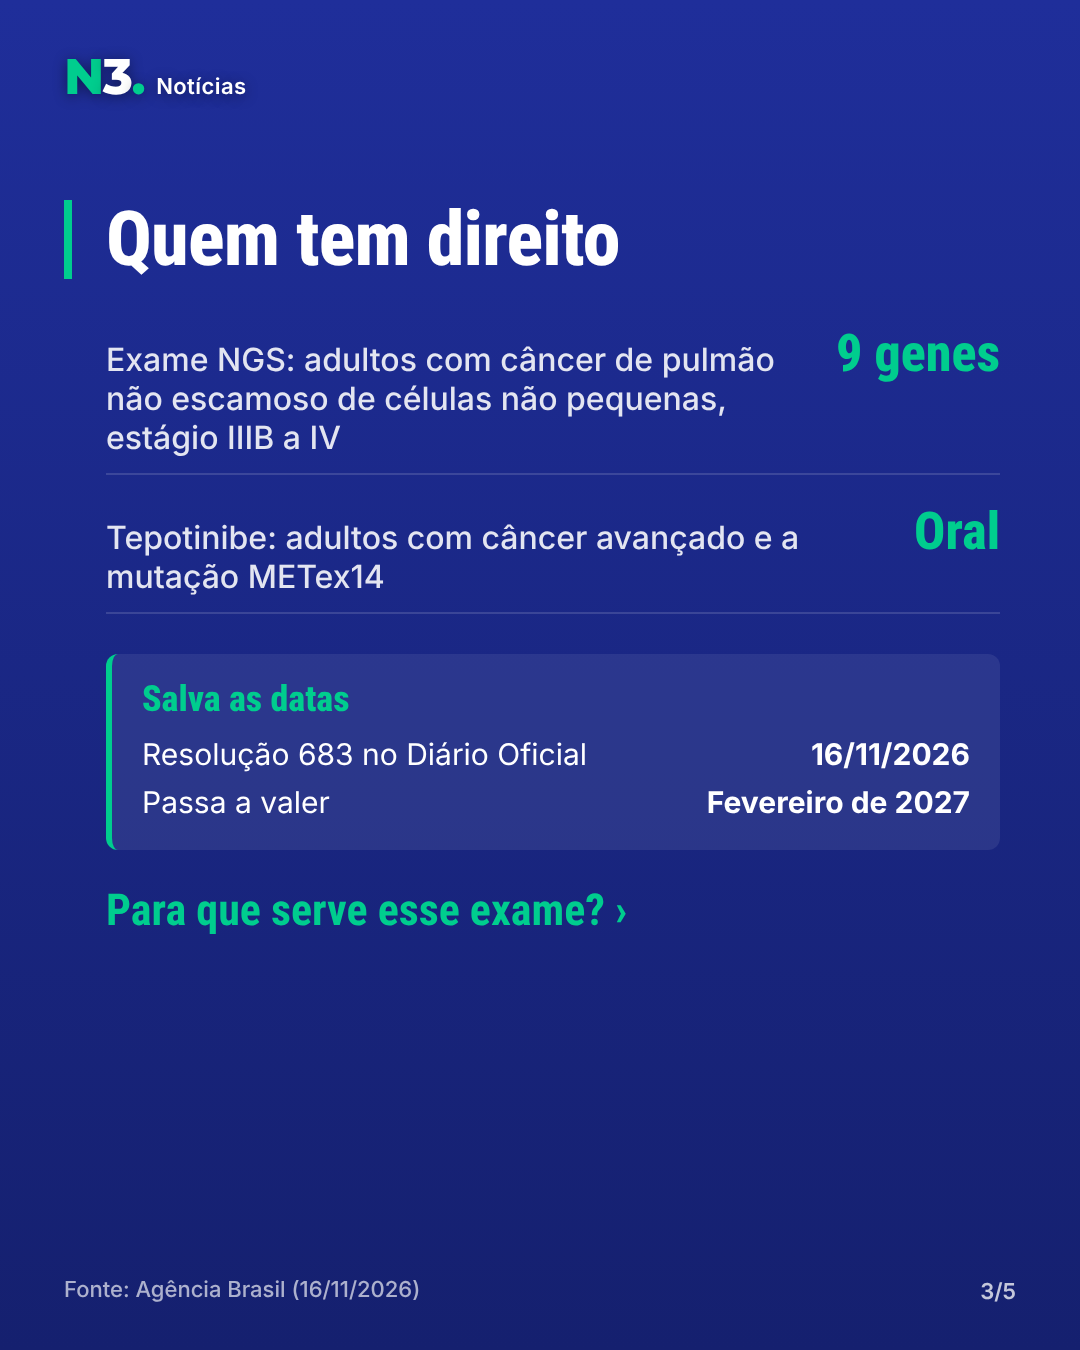 N3. Notícias
Quem tem direito
Exame NGS: adultos com câncer de pulmão
não escamoso de células não pequenas,
estágio IIIB a IV
9 genes
Tepotinibe: adultos com câncer avançado e a
mutação METex14
Oral
Salva as datas
Resolução 683 no Diário Oficial 16/11/2026
Passa a valer Fevereiro de 2027
Para que serve esse exame? ›
Fonte: Agência Brasil (16/11/2026)
3/5